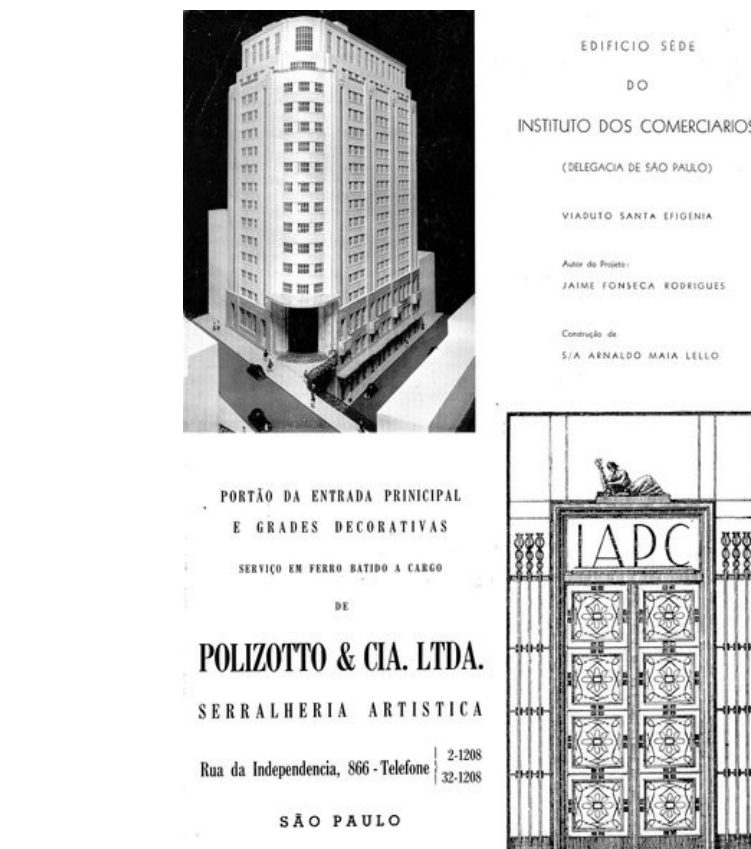 EDIFICIO SÉDE
DO
INSTITUTO DOS COMERCIARIOS
(DELEGACIA DE SÃO PAULO)
VIADUTO SANTA EFIGENIA
Autor do Projeto:
JAIME FONSECA RODRIGUES
Construção de
S/A ARNALDO MAIA LELLO
PORTÃO DA ENTRADA PRINICIPAL
E GRADES DECORATIVAS
SERVIÇO EM FERRO BATIDO A CARGO
DE
POLIZOTTO & CIA. LTDA.
SERRALHERIA ARTISTICA
Rua da Independencia, 866 - Telefone 2-1208
32-1208
SÃO PAULO
IAPC